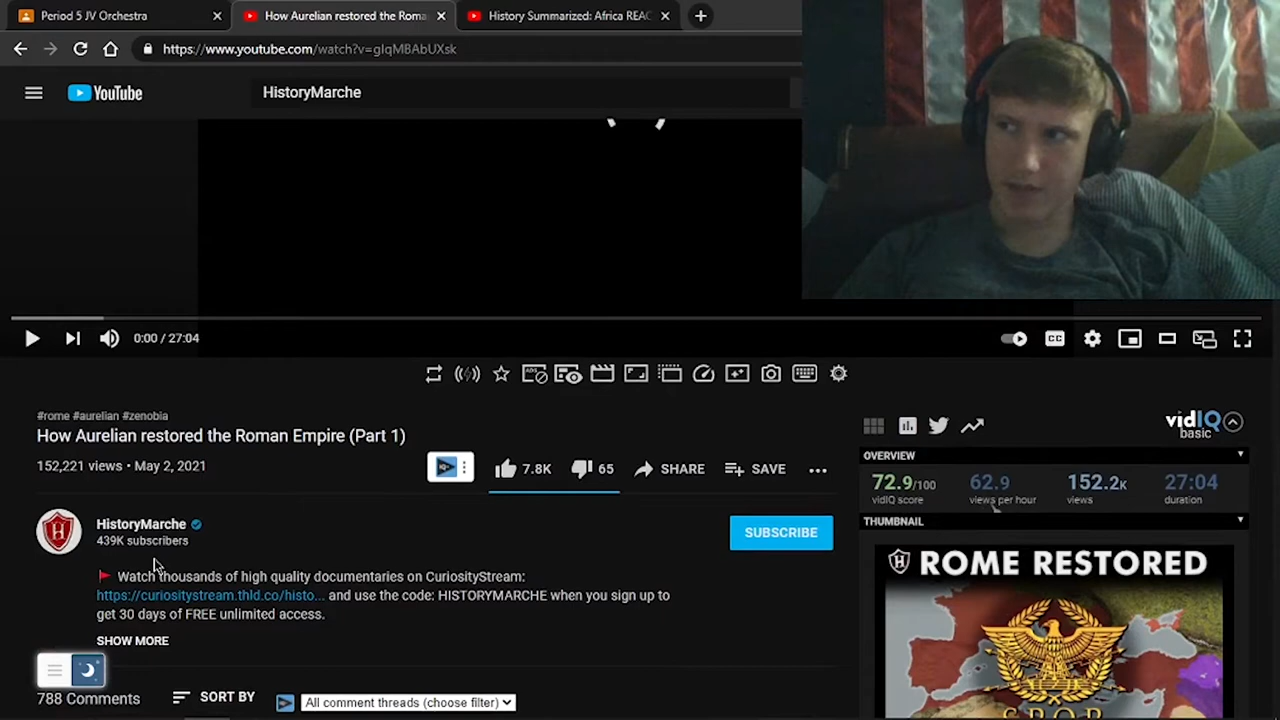 Period 5 JV Orchestra
How Aurelian restored the Roma
History Summarized: Africa REAC
https://www.youtube.com/watch?v=gIqM8AbUXsk
YouTube
HistoryMarche
0:00 / 27:04
CC
#rome #aurelian #zenobia
How Aurelian restored the Roman Empire (Part 1)
152,221 views • May 2, 2021
7.8K
65
SHARE
SAVE
vidIQ
basic
OVERVIEW
72.9/100
vidIQ score
62.9
views per hour
152.2K
views
27:04
duration
THUMBNAIL
H ROME RESTORED
SPQR
H
HistoryMarche
439K subscribers
SUBSCRIBE
Watch thousands of high quality documentaries on CuriosityStream:
https://curiositystream.thld.co/histo... and use the code: HISTORYMARCHE when you sign up to
get 30 days of FREE unlimited access.
SHOW MORE
788 Comments
SORT BY
All comment threads (choose filter)